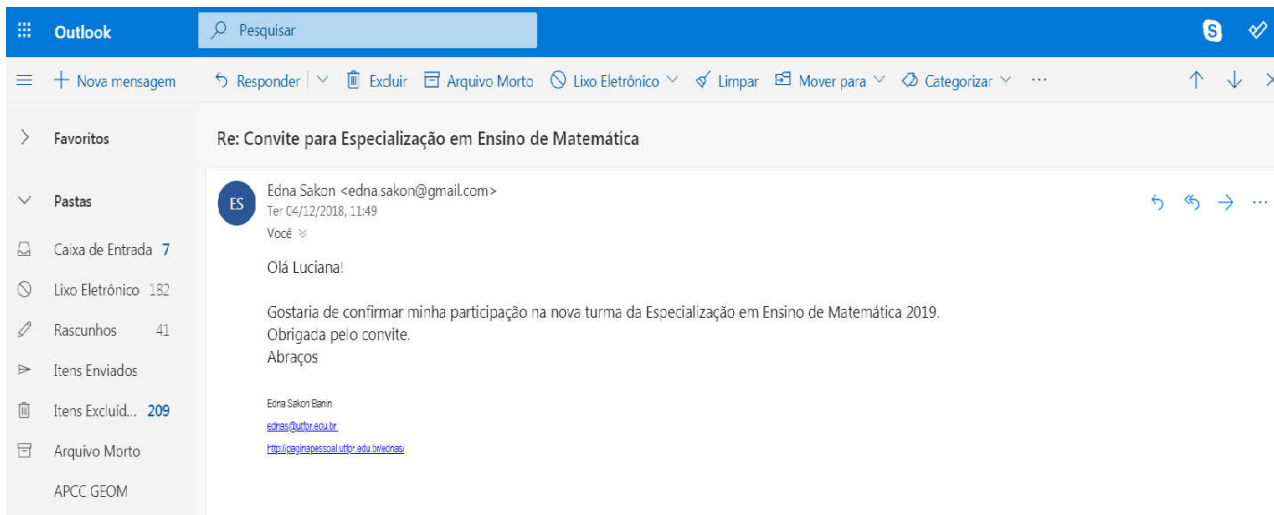 Outlook
Pesquisar
Nova mensagem
Responder
Excluir
Arquivo Morto
Lixo Eletrônico
Limpar
Mover para
Categorizar
Favoritos
Re: Convite para Especialização em Ensino de Matemática
Pastas
ES
Edna Sakon <edna.sakon@gmail.com>
Ter 04/12/2018, 11:49
Você
Caixa de Entrada 7
Lixo Eletrônico 182
Rascunhos 41
Itens Enviados
Itens Excluíd... 209
Arquivo Morto
APCC GEOM
Olá Luciana!
Gostaria de confirmar minha participação na nova turma da Especialização em Ensino de Matemática 2019.
Obrigada pelo convite.
Abraços
Edna Sakon Banin
ednas@utfpr.edu.br
http://paginapessoal.utfpr.edu.br/ednas/